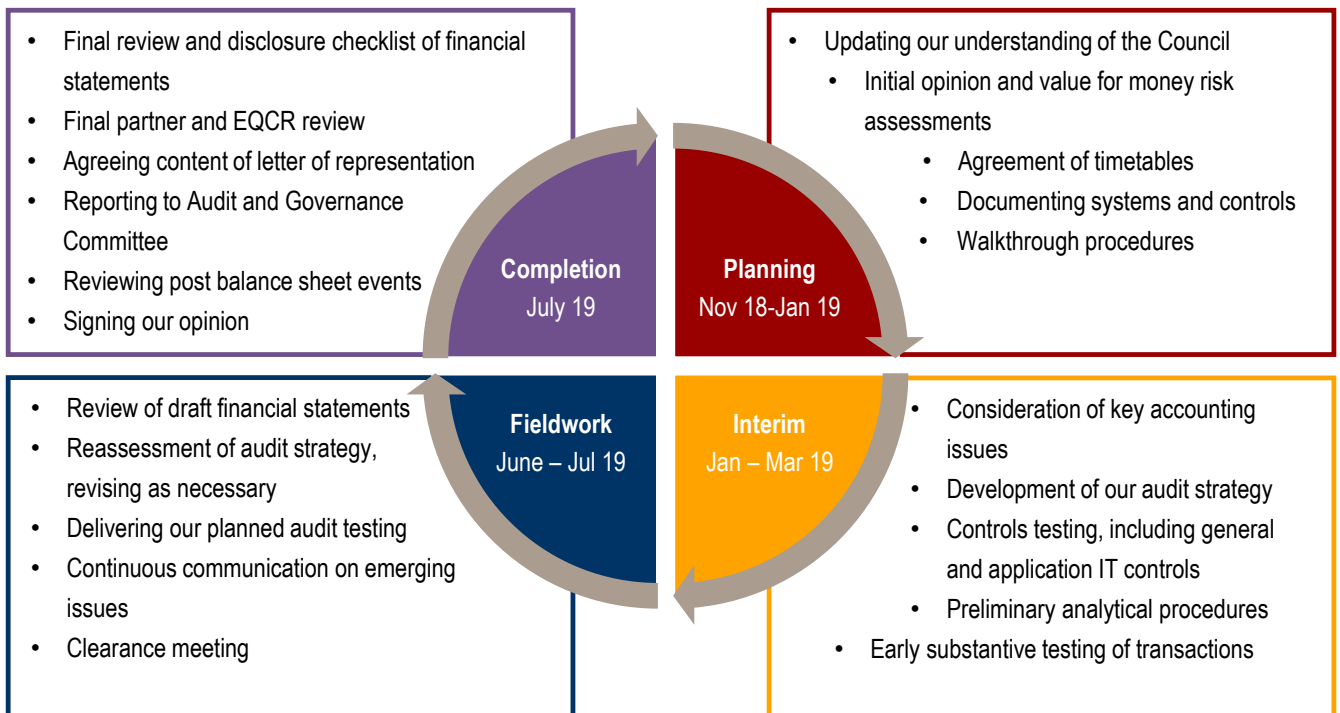 • Final review and disclosure checklist of financial
statements
• Final partner and EQCR review
• Agreeing content of letter of representation
• Reporting to Audit and Governance
Committee
• Reviewing post balance sheet events
• Signing our opinion
Completion
July 19
Planning
Nov 18-Jan 19
• Updating our understanding of the Council
• Initial opinion and value for money risk
assessments
• Agreement of timetables
• Documenting systems and controls
• Walkthrough procedures
• Review of draft financial statements
• Reassessment of audit strategy,
revising as necessary
• Delivering our planned audit testing
• Continuous communication on emerging
issues
• Clearance meeting
Fieldwork
June – Jul 19
Interim
Jan – Mar 19
• Consideration of key accounting
issues
• Development of our audit strategy
• Controls testing, including general
and application IT controls
• Preliminary analytical procedures
• Early substantive testing of transactions